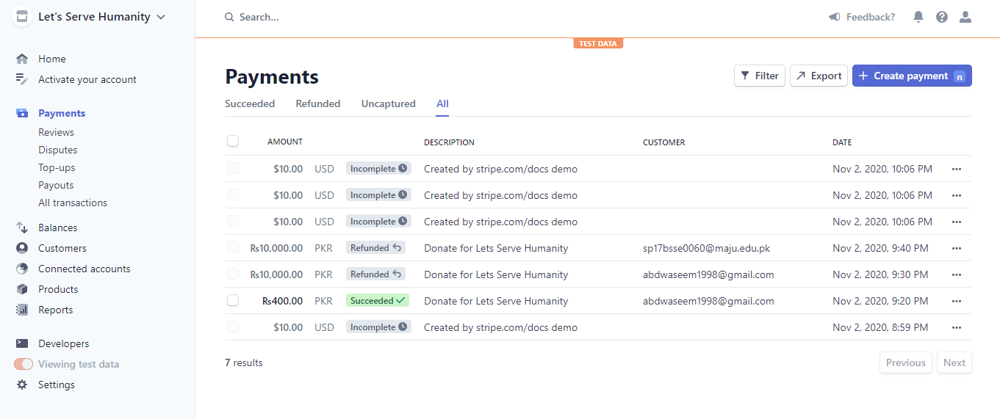 Let's Serve Humanity
Search...
Feedback?
TEST DATA
Home
Activate your account
Payments
Reviews
Disputes
Top-ups
Payouts
All transactions
Balances
Customers
Connected accounts
Products
Reports
Developers
Viewing test data
Settings
Payments
Filter
Export
Create payment n
Succeeded Refunded Uncaptured All
AMOUNT DESCRIPTION CUSTOMER DATE
$10.00 USD Incomplete Created by stripe.com/docs demo Nov 2, 2020, 10:06 PM
$10.00 USD Incomplete Created by stripe.com/docs demo Nov 2, 2020, 10:06 PM
$10.00 USD Incomplete Created by stripe.com/docs demo Nov 2, 2020, 10:06 PM
₨10,000.00 PKR Refunded Donate for Lets Serve Humanity sp17bsse0060@maju.edu.pk Nov 2, 2020, 9:40 PM
₨10,000.00 PKR Refunded Donate for Lets Serve Humanity abdwaseem1998@gmail.com Nov 2, 2020, 9:30 PM
₨400.00 PKR Succeeded Donate for Lets Serve Humanity abdwaseem1998@gmail.com Nov 2, 2020, 9:20 PM
$10.00 USD Incomplete Created by stripe.com/docs demo Nov 2, 2020, 8:59 PM
7 results
Previous Next